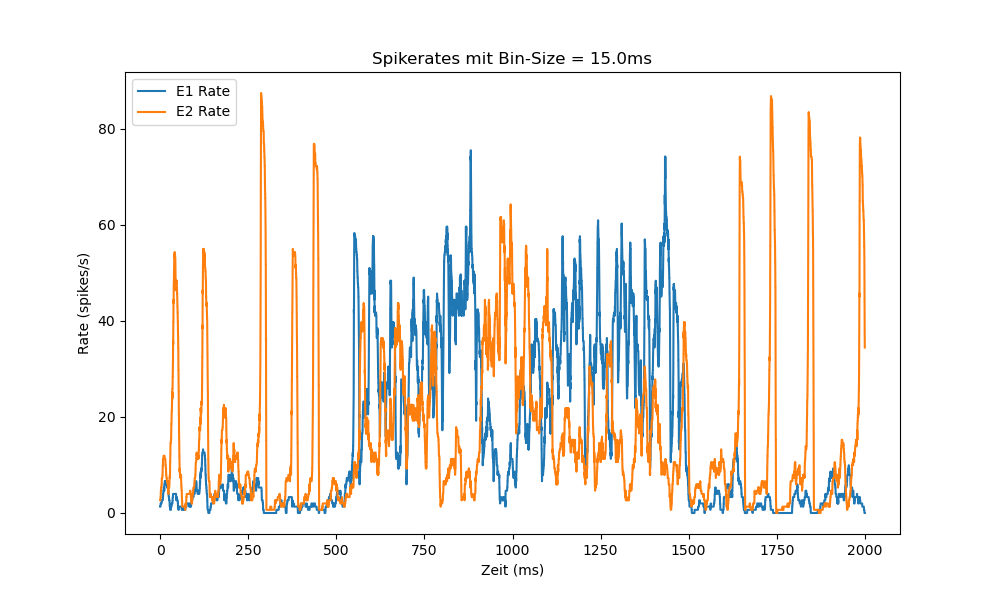 Spikerates mit Bin-Size = 15.0ms
E1 Rate
E2 Rate
80
60
40
20
0
Rate (spikes/s)
0 250 500 750 1000 1250 1500 1750 2000
Zeit (ms)